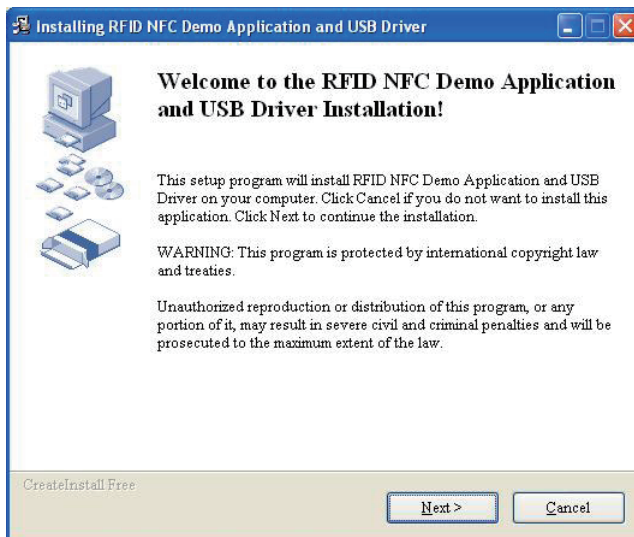 Installing RFID NFC Demo Application and USB Driver
Welcome to the RFID NFC Demo Application
and USB Driver Installation!
This setup program will install RFID NFC Demo Application and USB
Driver on your computer. Click Cancel if you do not want to install this
application. Click Next to continue the installation.
WARNING: This program is protected by international copyright law
and treaties.
Unauthorized reproduction or distribution of this program, or any
portion of it, may result in severe civil and criminal penalties and will be
prosecuted to the maximum extent of the law.
CreateInstall Free
Next >
Cancel